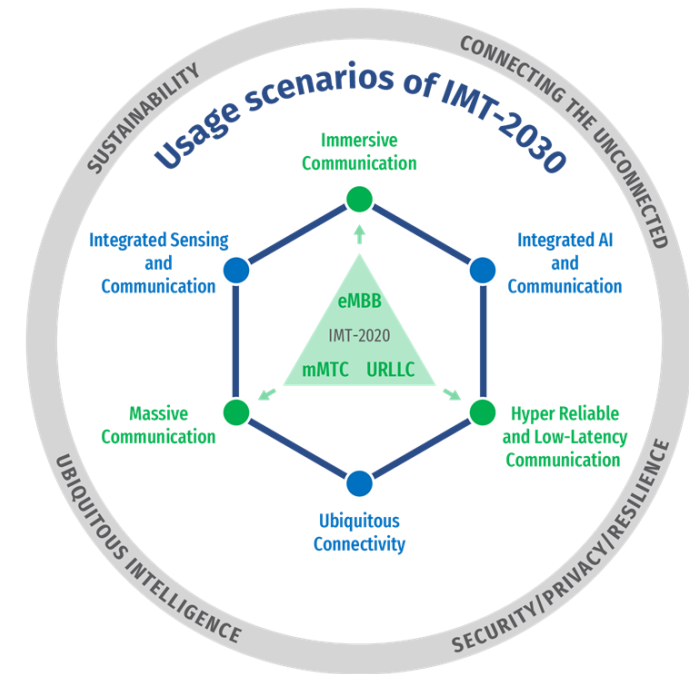 SUSTAINABILITY
CONNECTING THE UNCONNECTED
Usage scenarios of IMT-2030
Immersive
Communication
Integrated Sensing
and
Communication
Integrated AI
and
Communication
eMBB
IMT-2020
mMTC URLLC
Massive
Communication
Hyper Reliable
and Low-Latency
Communication
Ubiquitous
Connectivity
UBIQUITOUS INTELLIGENCE
SECURITY/PRIVACY/RESILIENCE